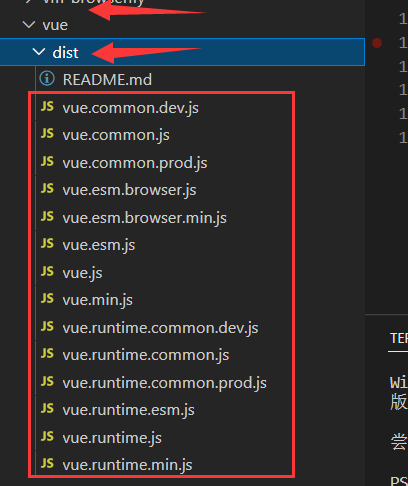 vue
dist
README.md
JS vue.common.dev.js
JS vue.common.js
JS vue.common.prod.js
JS vue.esm.browser.js
JS vue.esm.browser.min.js
JS vue.esm.js
JS vue.js
JS vue.min.js
JS vue.runtime.common.dev.js
JS vue.runtime.common.js
JS vue.runtime.common.prod.js
JS vue.runtime.esm.js
JS vue.runtime.js
JS vue.runtime.min.js
1
1
1
1
1
1
TER
Wi
版
尝
PS